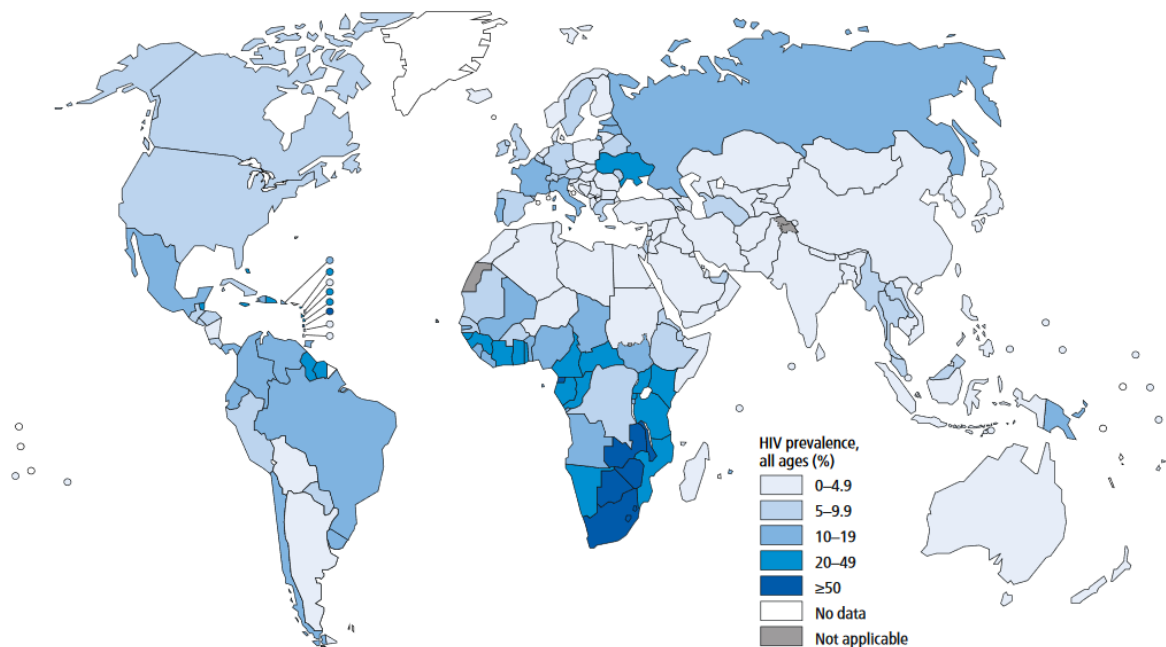 HIV prevalence,
all ages (%)
0–4.9
5–9.9
10–19
20–49
≥50
No data
Not applicable